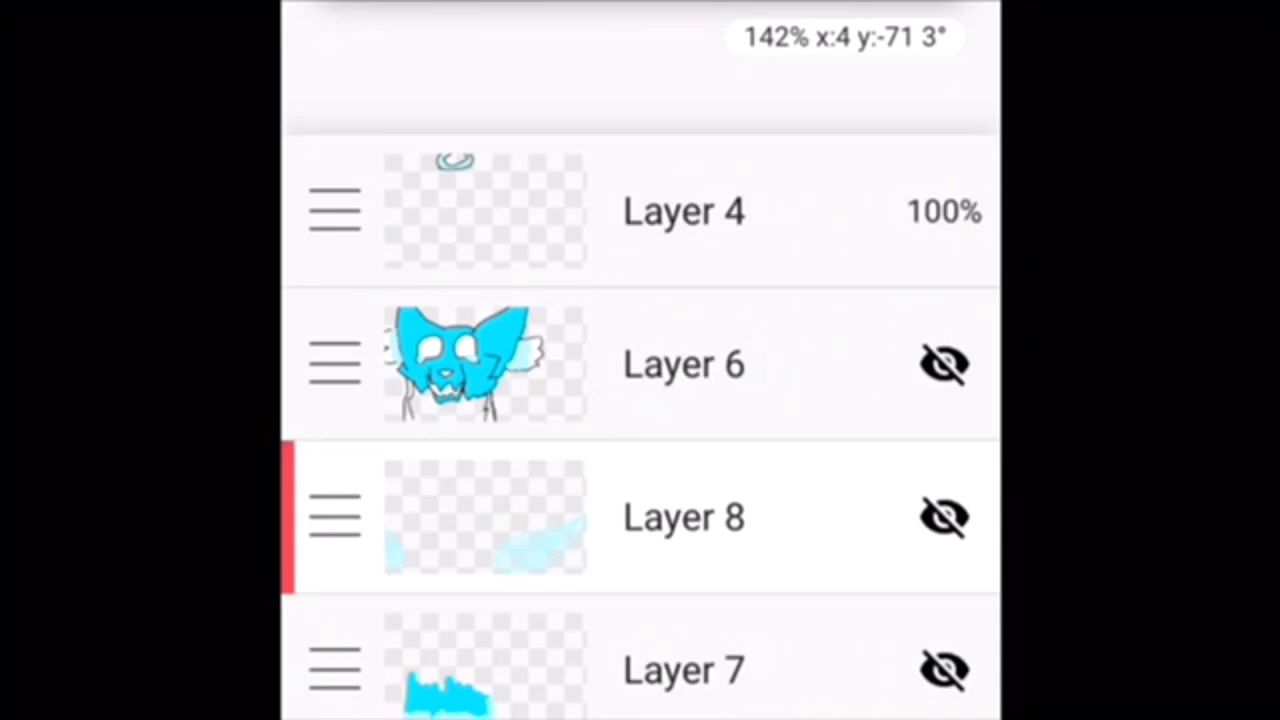 142% x:4 y:-71 3°
Layer 4 100%
Layer 6
Layer 8
Layer 7